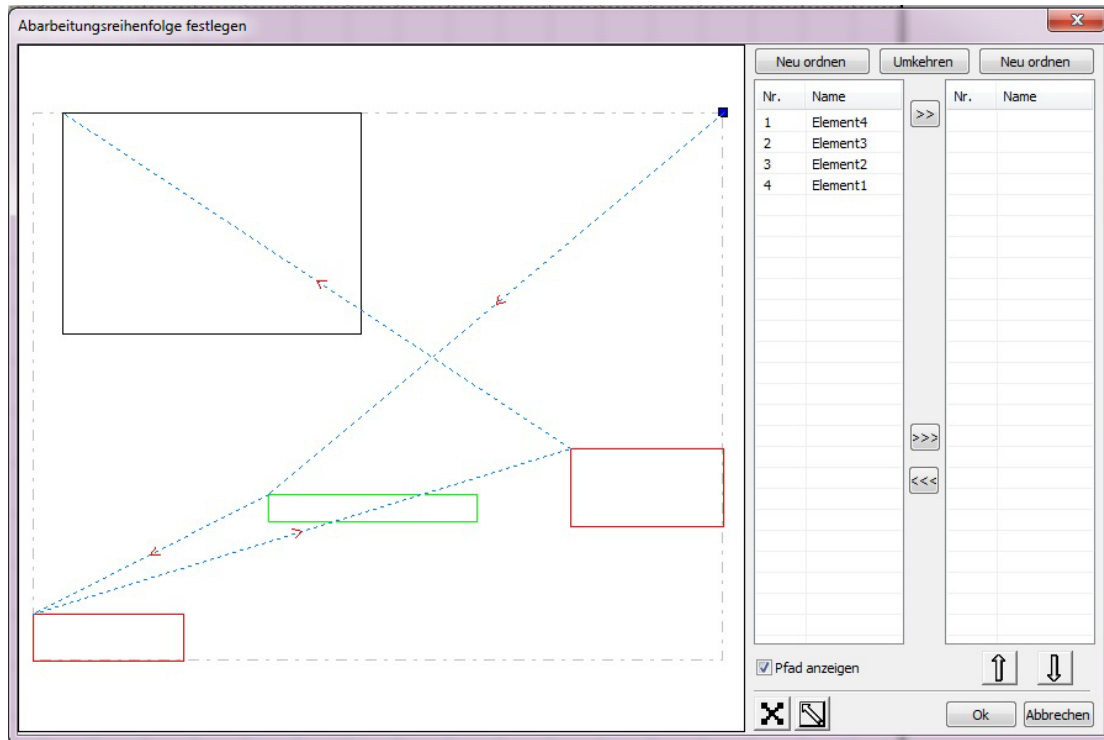 Abarbeitungsreihenfolge festlegen
Neu ordnen Umkehren Neu ordnen
Nr. Name >> Nr. Name
1 Element4
2 Element3
3 Element2
4 Element1
>>>
<<<
Pfad anzeigen
Ok Abbrechen